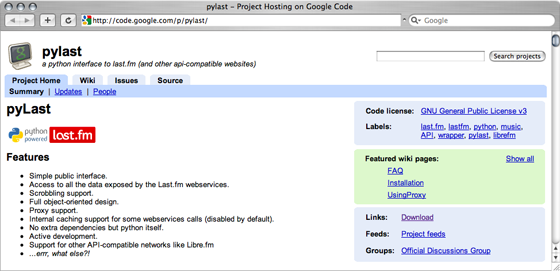 pylast – Project Hosting on Google Code
http://code.google.com/p/pylast/
Google
pylast
a python interface to last.fm (and other api-compatible websites)
Search projects
Project Home Wiki Issues Source
Summary | Updates | People
pyLast
python powered
last.fm
Features
Simple public interface.
Access to all the data exposed by the Last.fm webservices.
Scrobbling support.
Full object-oriented design.
Proxy support.
Internal caching support for some webservices calls (disabled by default).
No extra dependencies but python itself.
Active development.
Support for other API-compatible networks like Libre.fm
...err, what else?!
Code license: GNU General Public License v3
Labels: last.fm, lastfm, python, music,
API, wrapper, pylast, librefm
Featured wiki pages: Show all
FAQ
Installation
UsingProxy
Links: Download
Feeds: Project feeds
Groups: Official Discussions Group